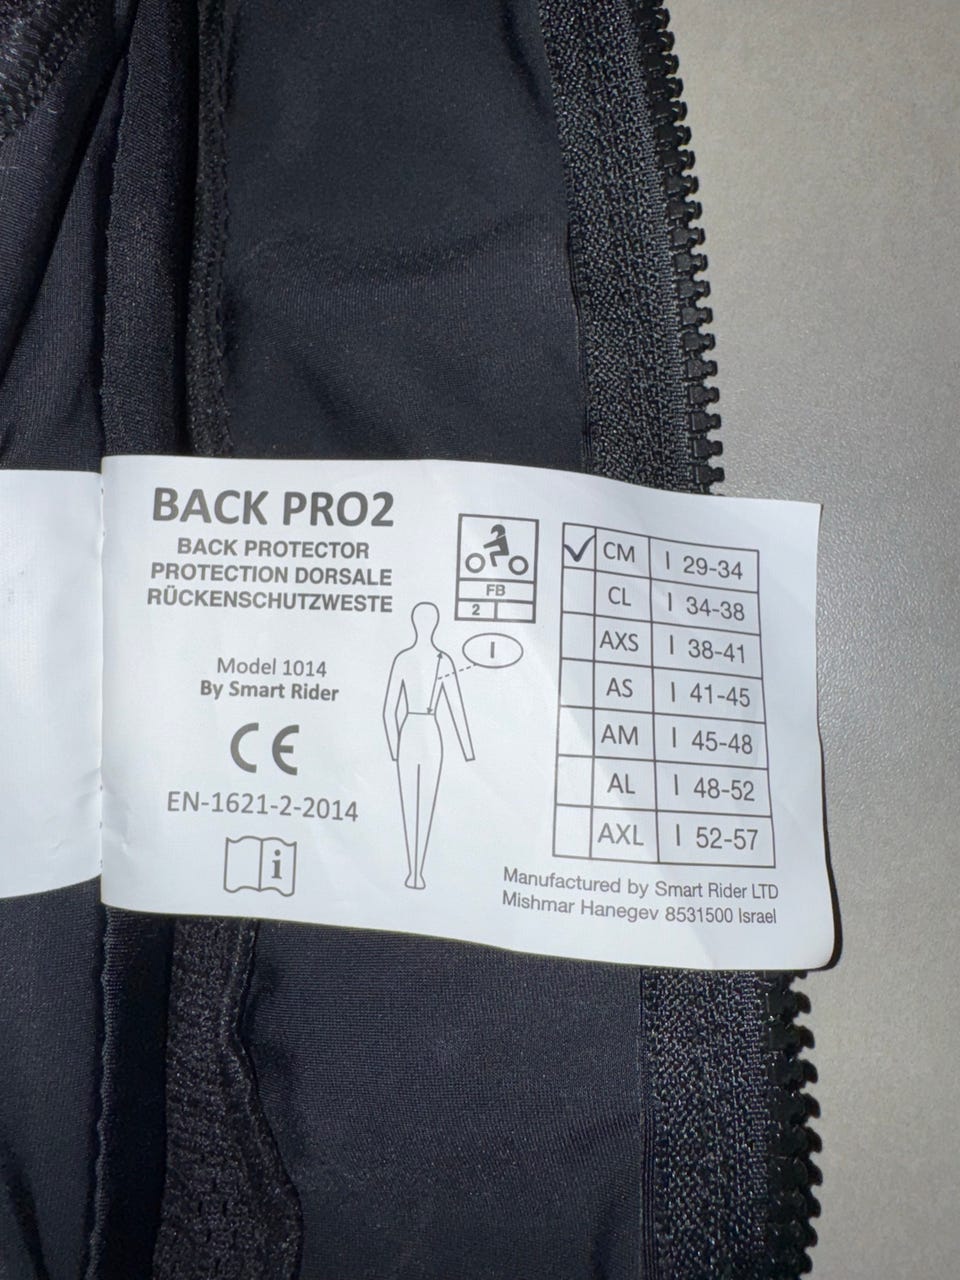 BACK PRO2
BACK PROTECTOR
PROTECTION DORSALE
RÜCKENSCHUTZWESTE
Model 1014
By Smart Rider
CE
EN-1621-2-2014
i
FB
2
I
CM I 29-34
CL I 34-38
AXS I 38-41
AS I 41-45
AM I 45-48
AL I 48-52
AXL I 52-57
Manufactured by Smart Rider LTD
Mishmar Hanegev 8531500 Israel